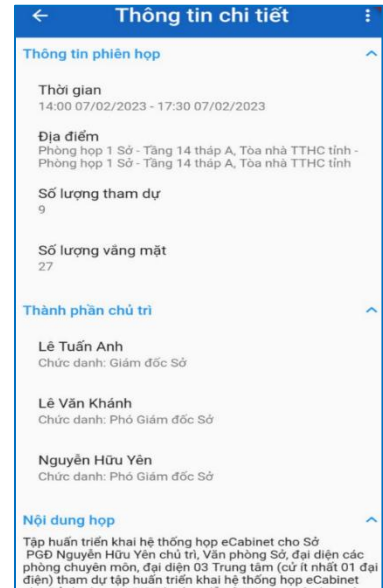 Thông tin chi tiết
Thông tin phiên họp
Thời gian
14:00 07/02/2023 - 17:30 07/02/2023
Địa điểm
Phòng họp 1 Sở - Tầng 14 tháp A, Tòa nhà TTHC tỉnh -
Phòng họp 1 Sở - Tầng 14 tháp A, Tòa nhà TTHC tỉnh
Số lượng tham dự
9
Số lượng vắng mặt
27
Thành phần chủ trì
Lê Tuấn Anh
Chức danh: Giám đốc Sở
Lê Văn Khánh
Chức danh: Phó Giám đốc Sở
Nguyễn Hữu Yên
Chức danh: Phó Giám đốc Sở
Nội dung họp
Tập huấn triển khai hệ thống họp eCabinet cho Sở
PGĐ Nguyễn Hữu Yên chủ trì, Văn phòng Sở, đại diện các
phòng chuyên môn, đại diện 03 Trung tâm (cử ít nhất 01 đại
điện) tham dự tập huấn triển khai hệ thống họp eCabinet